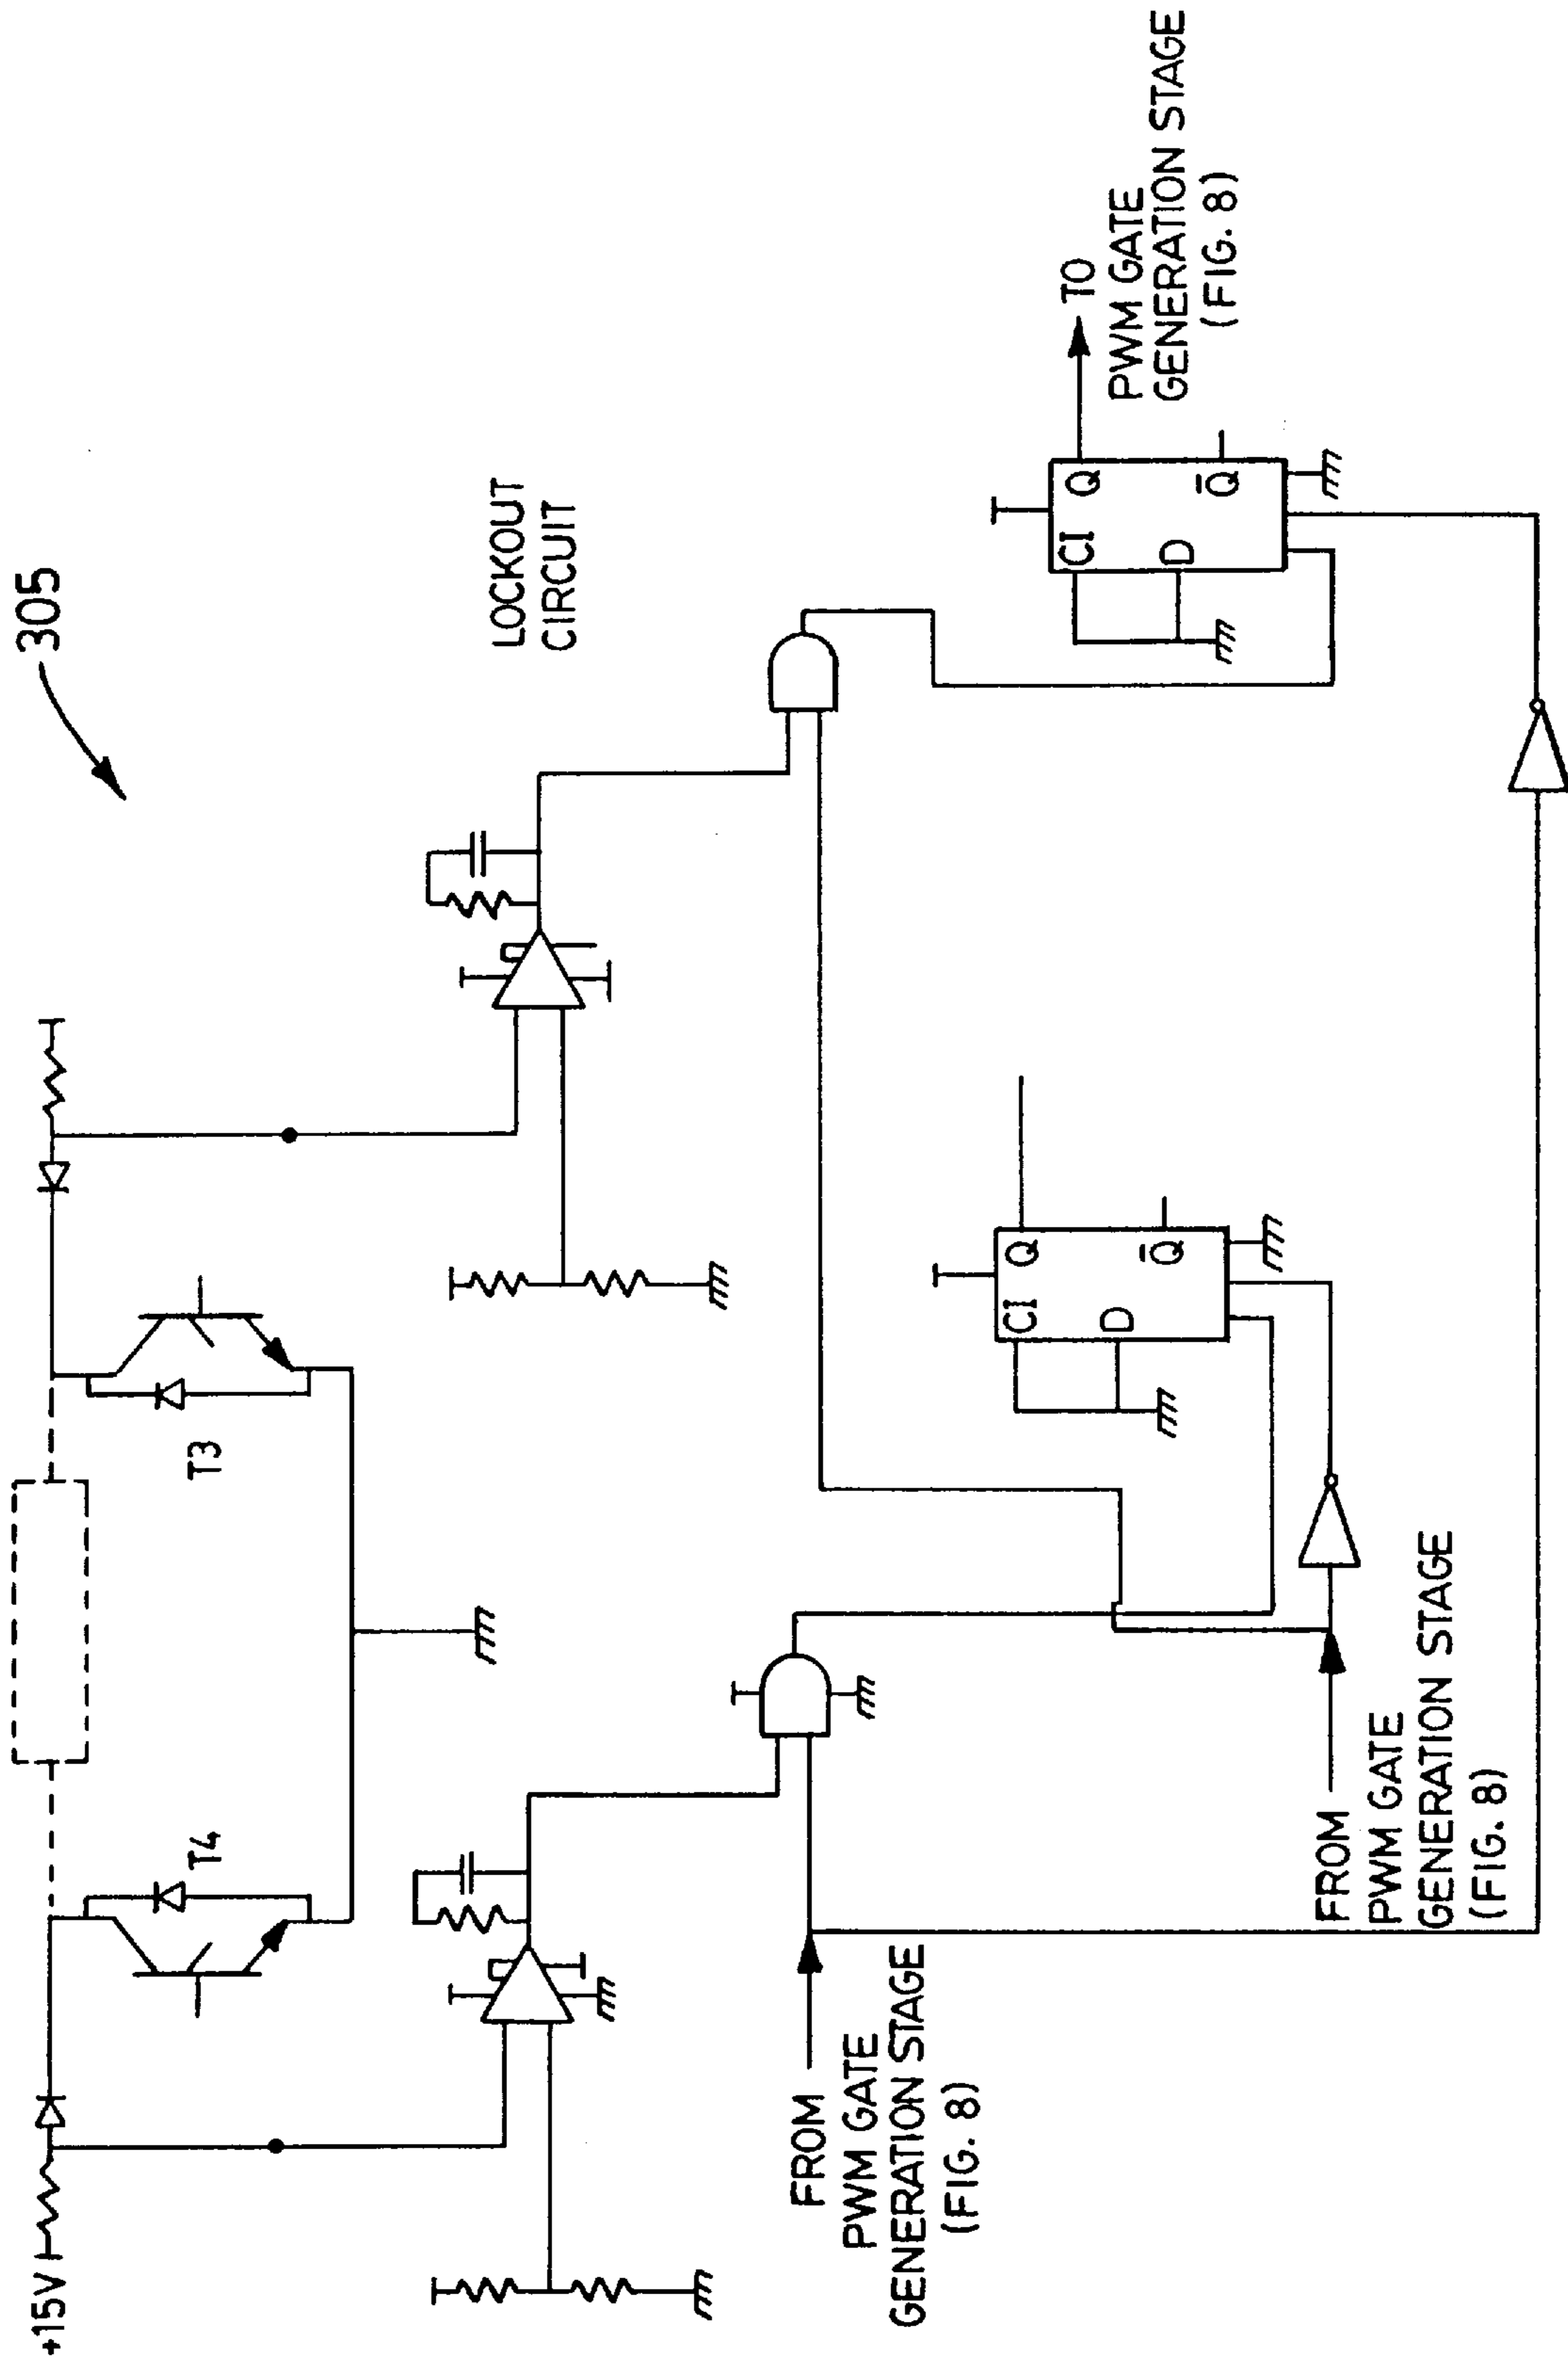 305
+15V
T4
T3
LOCKOUT
CIRCUIT
FROM
PWM GATE
GENERATION STAGE
(FIG. 8)
FROM
PWM GATE
GENERATION STAGE
(FIG. 8)
CI
Q
D
Q̄
CI
Q
D
Q̄
TO
PWM GATE
GENERATION STAGE
(FIG. 8)